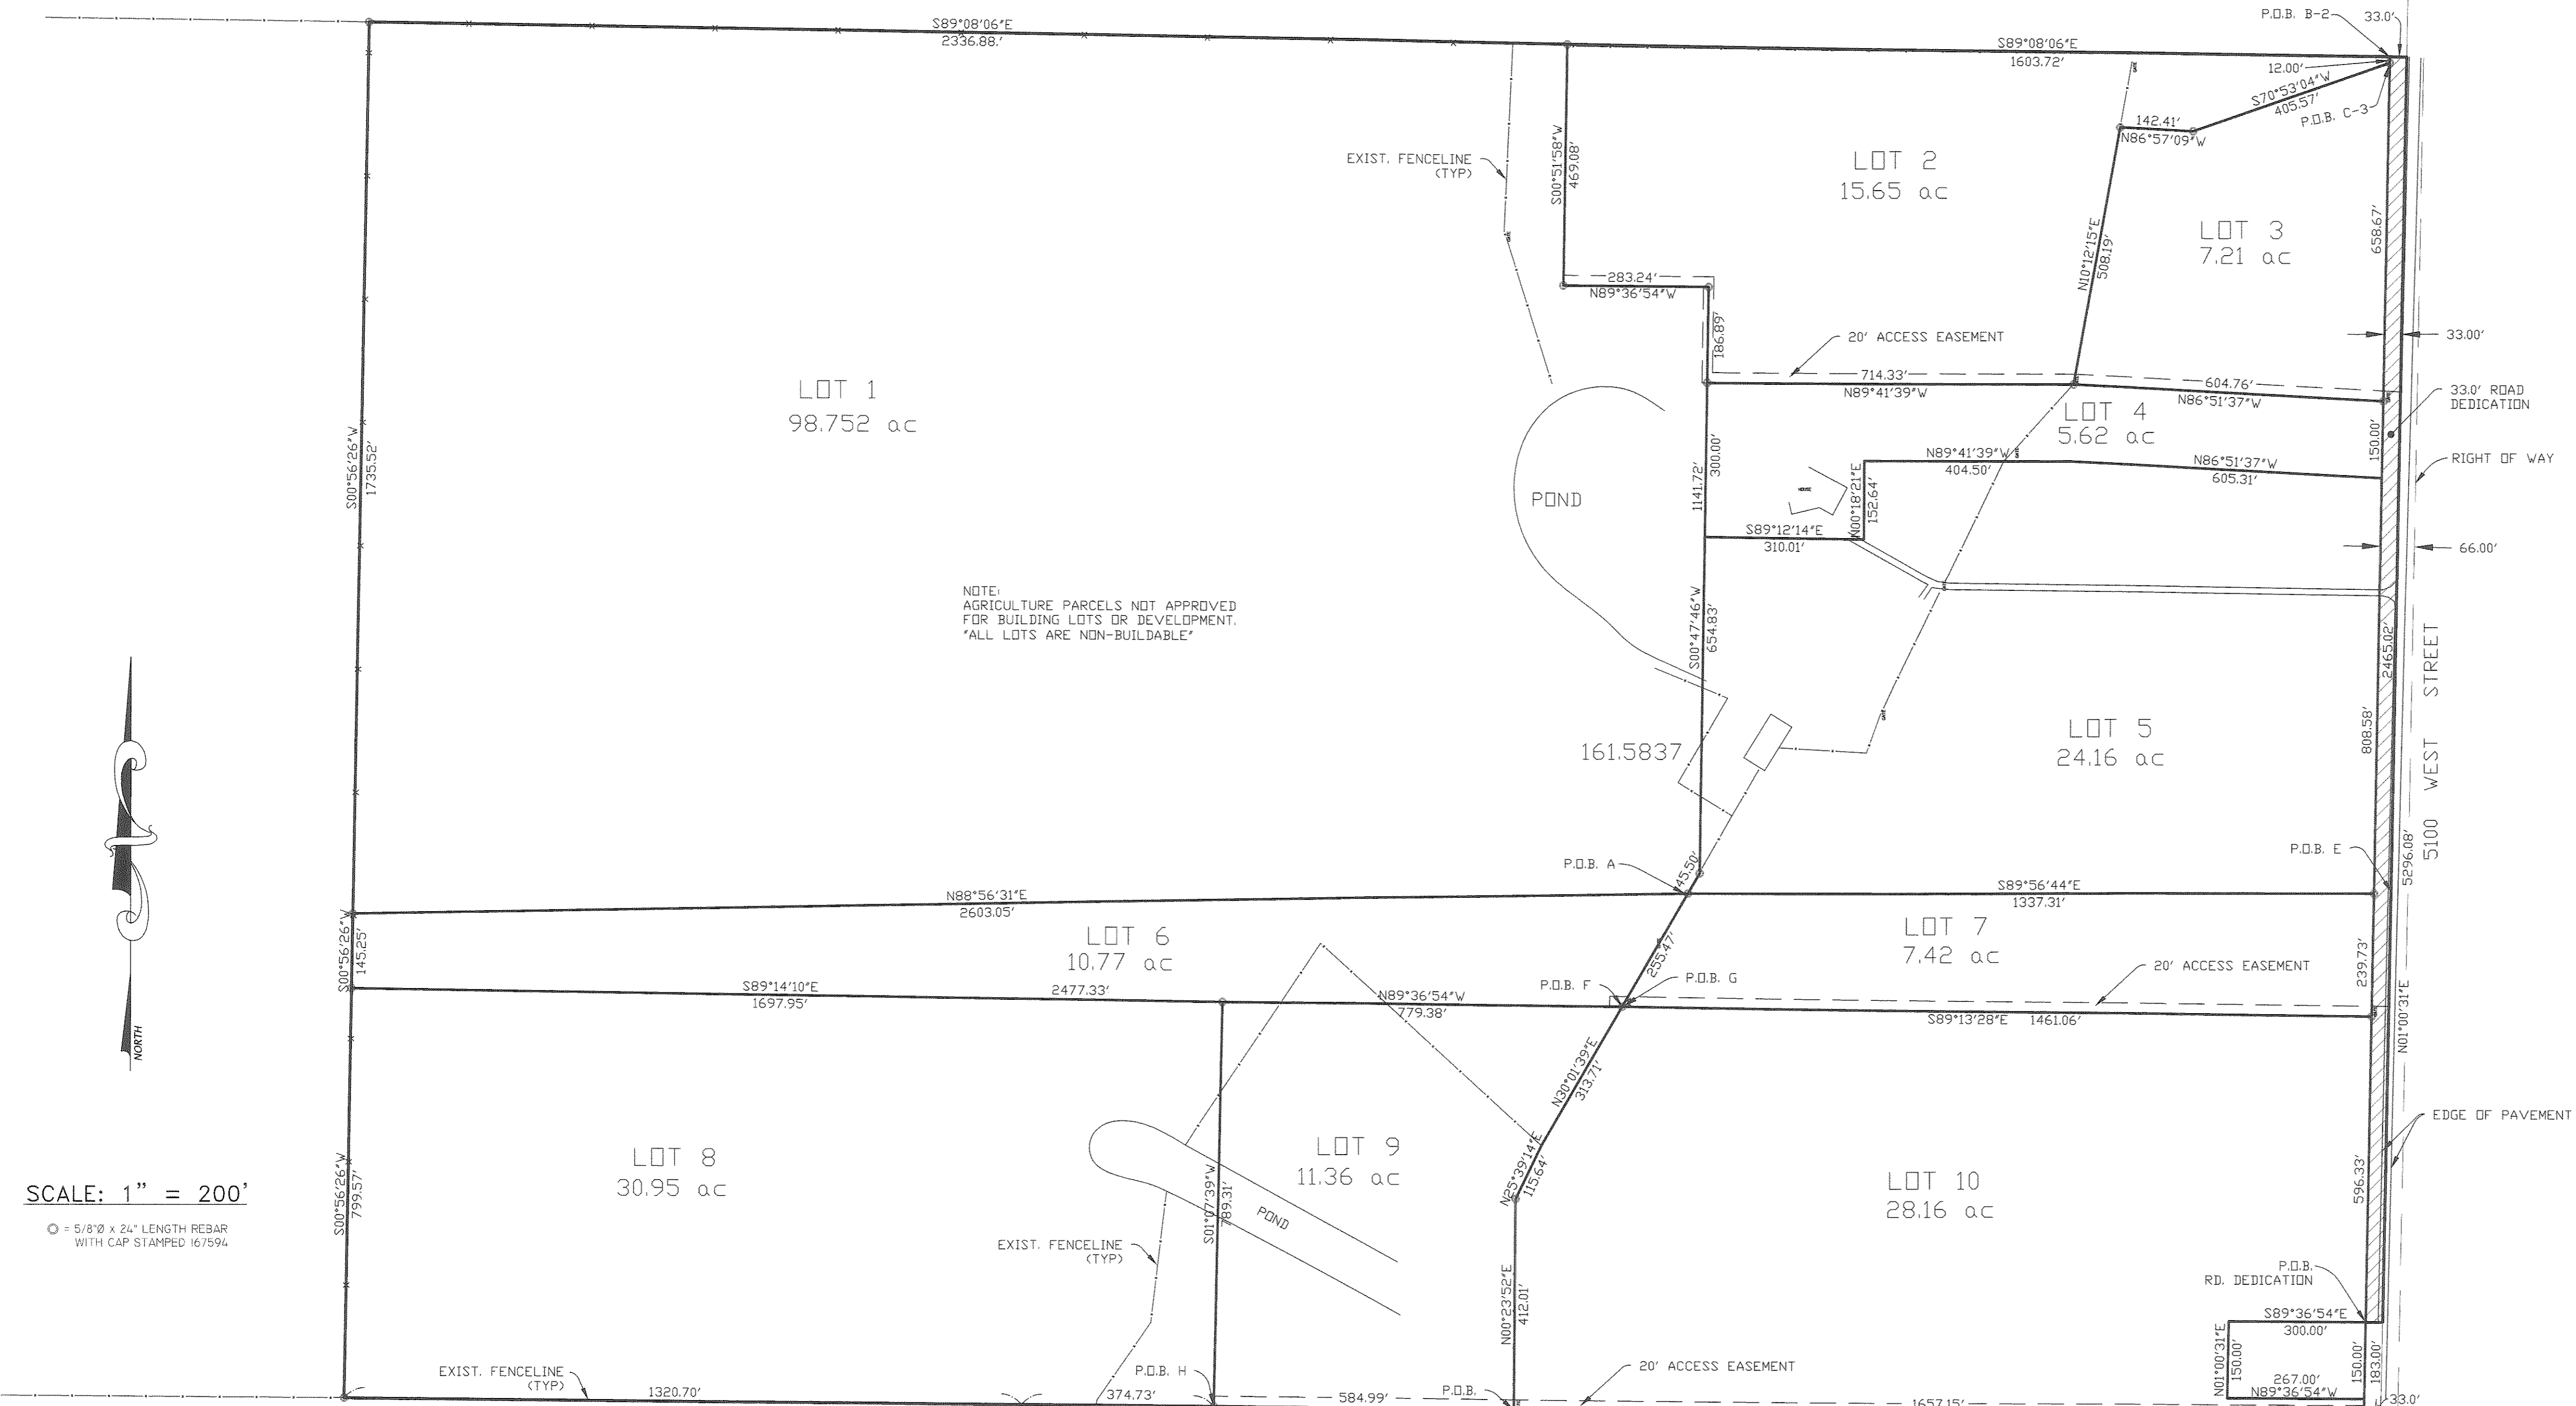 S89°08'06"E
2336.88.'
S89°08'06"E
1603.72'
P.O.B. B-2
33.0'
12.00'
S70°53'04"W
405.57'
P.O.B. C-3
142.41'
N86°57'09"W
EXIST. FENCELINE
(TYP)
S00°51'58"W
469.08'
LOT 2
15.65 ac
N10°12'15"E
508.19'
LOT 3
7.21 ac
658.67'
283.24'
N89°36'54"W
186.89'
20' ACCESS EASEMENT
33.00'
714.33'
N89°41'39"W
604.76'
N86°51'37"W
33.0' ROAD
DEDICATION
LOT 1
98.752 ac
LOT 4
5.62 ac
150.00'
S00°56'26"W
1735.52'
1141.72'
300.00'
N89°41'39"W
404.50'
N86°51'37"W
605.31'
RIGHT OF WAY
POND
HOUSE
N00°18'21"E
152.64'
S89°12'14"E
310.01'
66.00'
NOTE:
AGRICULTURE PARCELS NOT APPROVED
FOR BUILDING LOTS OR DEVELOPMENT.
"ALL LOTS ARE NON-BUILDABLE"
S00°47'46"W
654.83'
2465.02'
5100 WEST STREET
808.58'
LOT 5
24.16 ac
161.5837
P.O.B. A
45.50'
P.O.B. E
5296.08'
N01°00'31"E
N88°56'31"E
2603.05'
S89°56'44"E
1337.31'
S00°56'26"W
145.25'
LOT 6
10.77 ac
255.47'
LOT 7
7.42 ac
239.73'
20' ACCESS EASEMENT
S89°14'10"E
1697.95'
2477.33'
N89°36'54"W
779.38'
P.O.B. F
P.O.B. G
S89°13'28"E 1461.06'
NORTH
N30°01'39"E
313.71'
EDGE OF PAVEMENT
LOT 8
30.95 ac
S00°56'26"W
799.57'
S01°07'39"W
789.31'
LOT 9
11.36 ac
N25°39'14"E
115.64'
LOT 10
28.16 ac
596.33'
SCALE: 1" = 200'
= 5/8"Ø x 24" LENGTH REBAR
WITH CAP STAMPED 167594
EXIST. FENCELINE
(TYP)
POND
N00°23'52"E
412.01'
P.O.B.
RD. DEDICATION
S89°36'54"E
300.00'
N01°00'31"E
150.00'
150.00'
183.00'
267.00'
N89°36'54"W
EXIST. FENCELINE
(TYP)
1320.70'
P.O.B. H
374.73'
584.99'
P.O.B.
20' ACCESS EASEMENT
1657.15'
33.0'